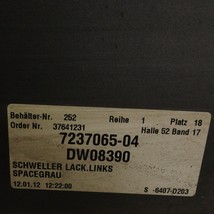 Behälter-Nr. 252 Reihe 1 Platz 18
Order Nr. 37641231 Halle 52 Band 17
7237065-04
DW08390
SCHWELLER LACK.LINKS
SPACEGRAU
12.01.12 12:22:00 S -6407-D203